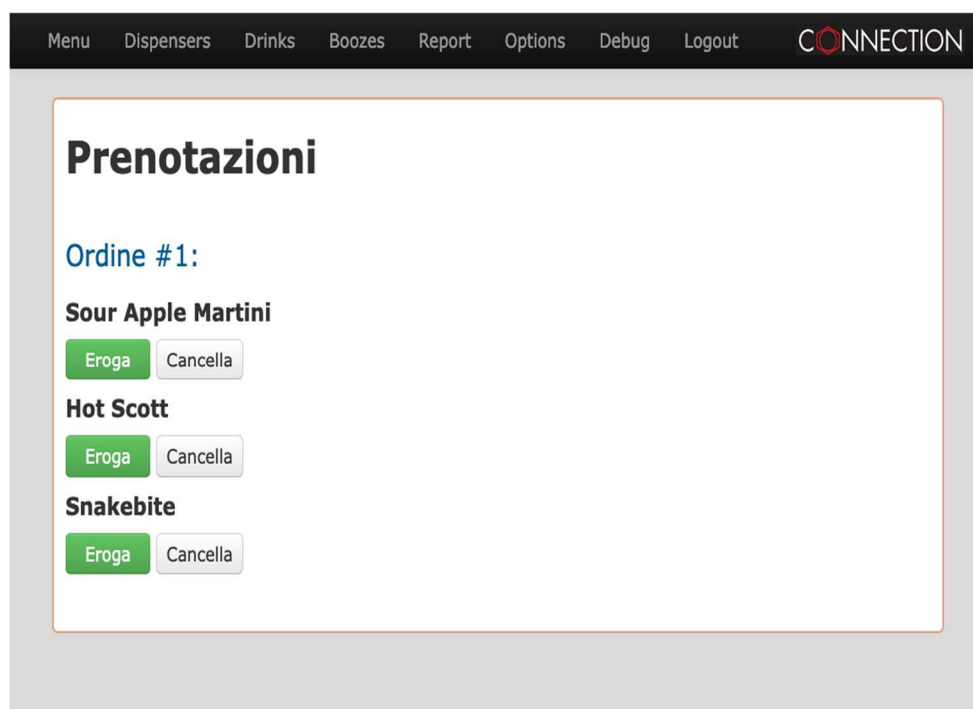 Menu Dispensers Drinks Boozes Report Options Debug Logout CONNECTION
Prenotazioni
Ordine #1:
Sour Apple Martini
Eroga Cancella
Hot Scott
Eroga Cancella
Snakebite
Eroga Cancella